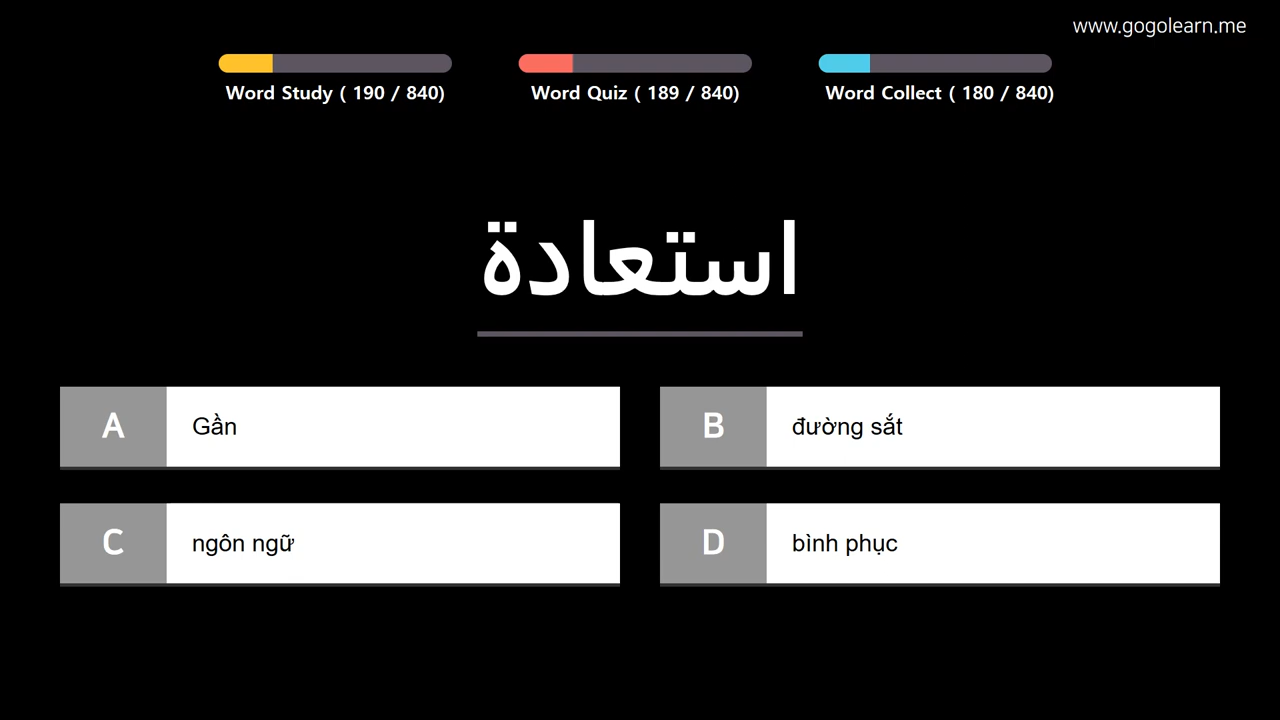 www.gogolearn.me
Word Study ( 190 / 840)
Word Quiz ( 189 / 840)
Word Collect ( 180 / 840)
استعادة
A
Gần
B
đường sắt
C
ngôn ngữ
D
bình phục